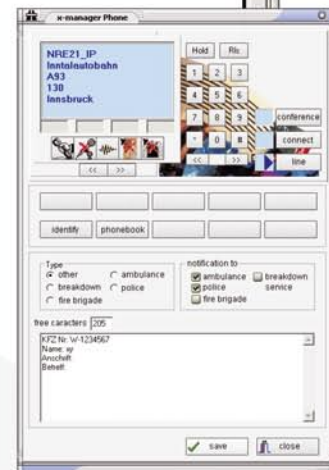 x-manager Phone
NRE21_IP
Inntalautobahn
A93
130
Innsbruck
Hold Rlc
1 2 3
4 5 6
7 8 9 conference
* 0 # connect
<< >> line
<< >>
identify phonebook
Type
other ambulance
breakdown police
fire brigade
notification to
ambulance breakdown
police service
fire brigade
free caracters 205
KFZ Nr. W-1234567
Name: xy
Anschrift:
Betreff:
save close